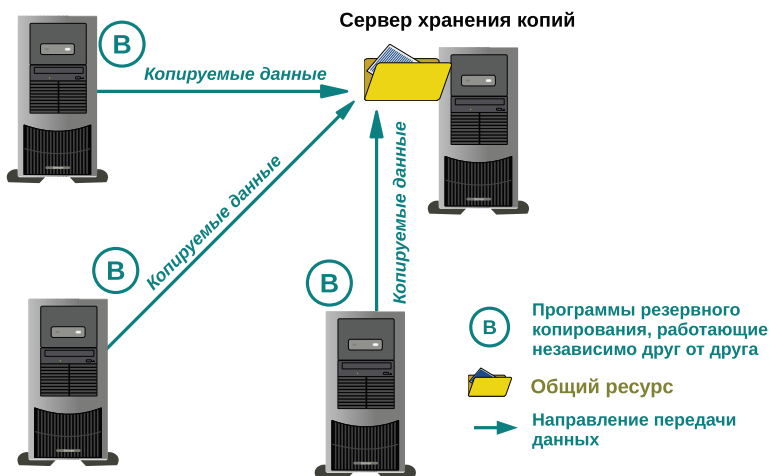 Сервер хранения копий
B
Копируемые данные
Копируемые данные
Копируемые данные
B
B
B
Программы резервного
копирования, работающие
независимо друг от друга
Общий ресурс
Направление передачи
данных